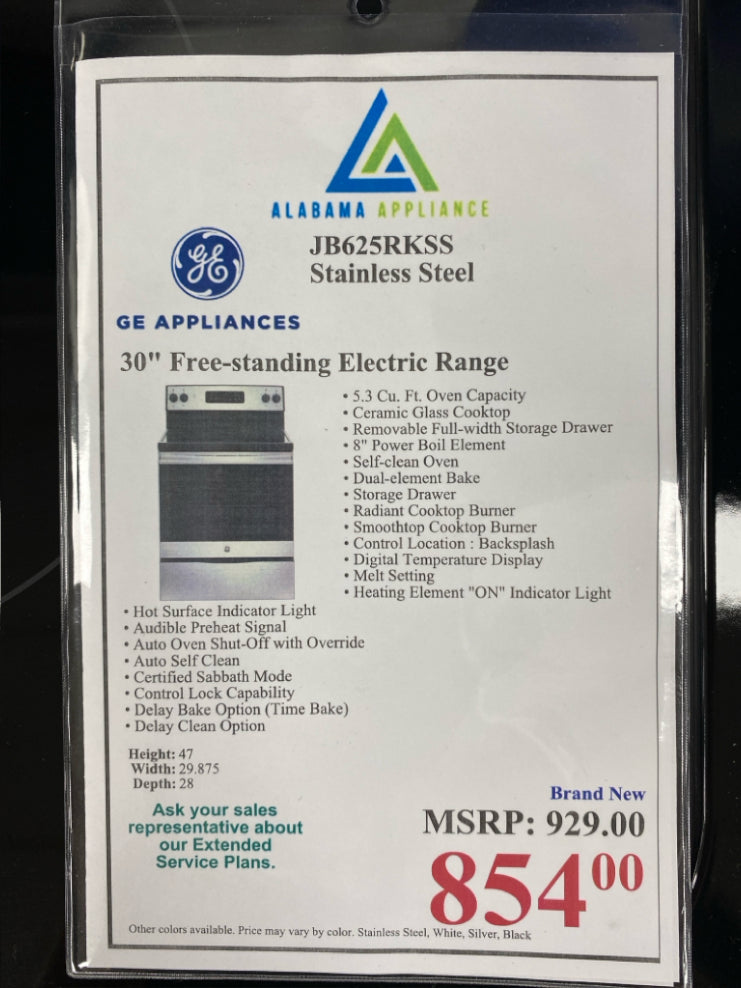 ALABAMA APPLIANCE
GE
GE APPLIANCES
JB625RKSS
Stainless Steel
30" Free-standing Electric Range
• 5.3 Cu. Ft. Oven Capacity
• Ceramic Glass Cooktop
• Removable Full-width Storage Drawer
• 8" Power Boil Element
• Self-clean Oven
• Dual-element Bake
• Storage Drawer
• Radiant Cooktop Burner
• Smoothtop Cooktop Burner
• Control Location : Backsplash
• Digital Temperature Display
• Melt Setting
• Heating Element "ON" Indicator Light
• Hot Surface Indicator Light
• Audible Preheat Signal
• Auto Oven Shut-Off with Override
• Auto Self Clean
• Certified Sabbath Mode
• Control Lock Capability
• Delay Bake Option (Time Bake)
• Delay Clean Option
Height: 47
Width: 29.875
Depth: 28
Ask your sales
representative about
our Extended
Service Plans.
Brand New
MSRP: 929.00
85400
Other colors available. Price may vary by color. Stainless Steel, White, Silver, Black